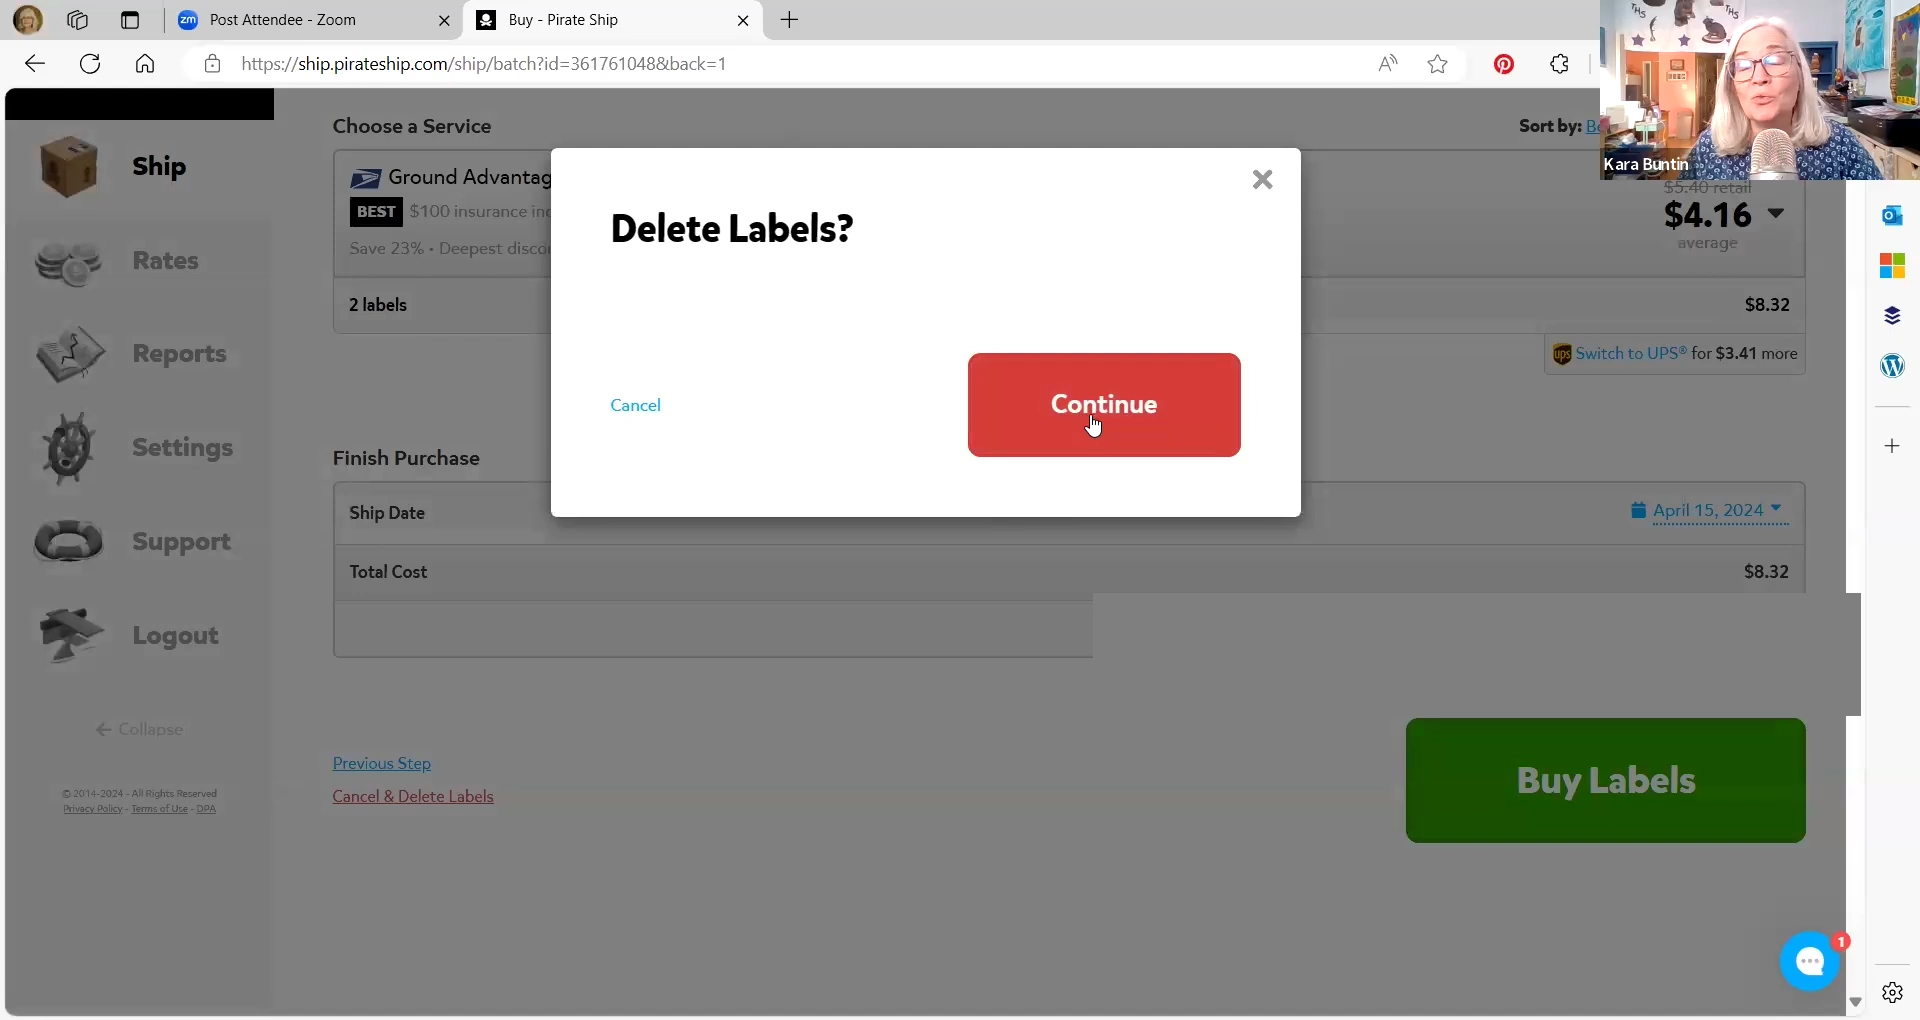 zm Post Attendee - Zoom
Buy - Pirate Ship
https://ship.pirateship.com/ship/batch?id=361761048&back=1
THS
THS
Kara Buntin
Ship
Rates
Reports
Settings
Support
Logout
Collapse
© 2014-2024 - All Rights Reserved
Privacy Policy - Terms of Use - DPA
Choose a Service
Sort by:
Ground
BEST $100 insurance
Save 23% • Deepest
$5.40 retail
$4.16
average
2 labels
$8.32
ups Switch to UPS® for $3.41 more
Delete Labels?
Cancel
Continue
Finish Purchase
Ship Date
April 15, 2024
Total Cost
$8.32
Previous Step
Cancel & Delete Labels
Buy Labels
1